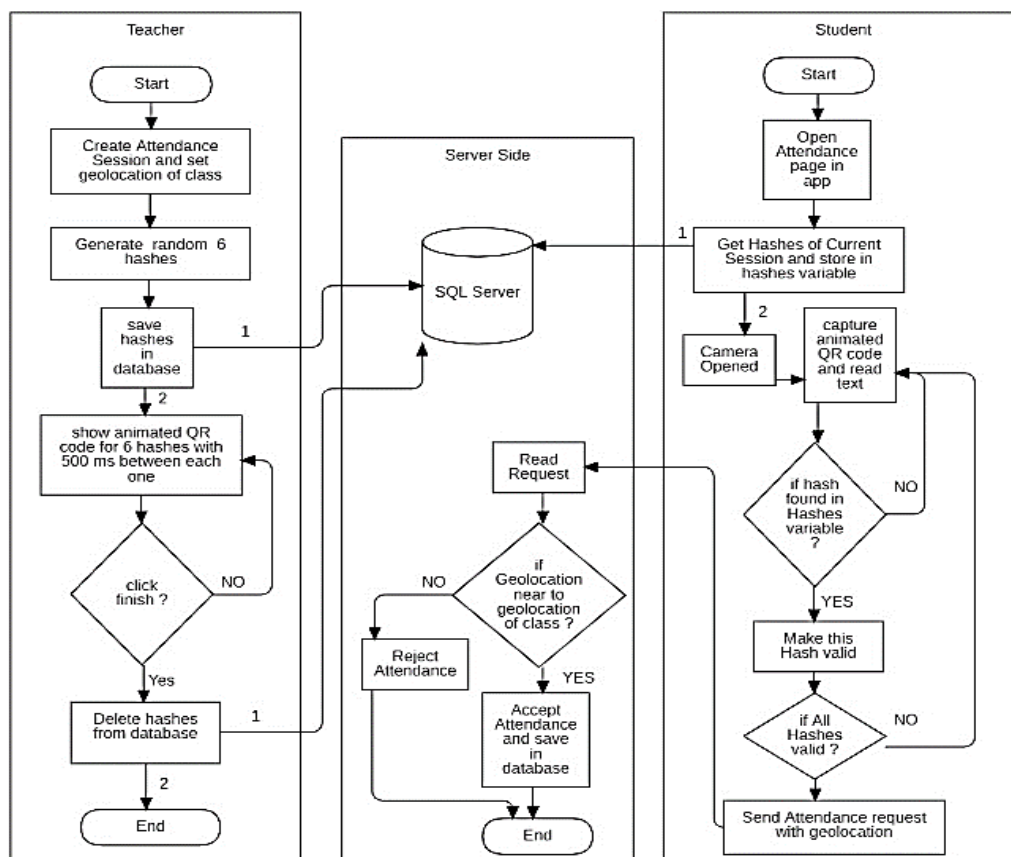 Teacher
Start
Create Attendance
Session and set
geolocation of class
Generate random 6
hashes
save
hashes
in
database
1
2
show animated QR
code for 6 hashes with
500 ms between each
one
NO
click
finish ?
Yes
Delete hashes
from database
1
2
End
Server Side
SQL Server
Read
Request
if
Geolocation
near to
geolocation
of class ?
NO
Reject
Attendance
YES
Accept
Attendance
and save
in
database
End
Student
Start
Open
Attendance
page in
app
1
Get Hashes of Current
Session and store in
hashes variable
2
Camera
Opened
capture
animated
QR code
and read
text
if hash
found in
Hashes
variable
?
NO
YES
Make this
Hash valid
if All
Hashes
valid ?
NO
Send Attendance request
with geolocation